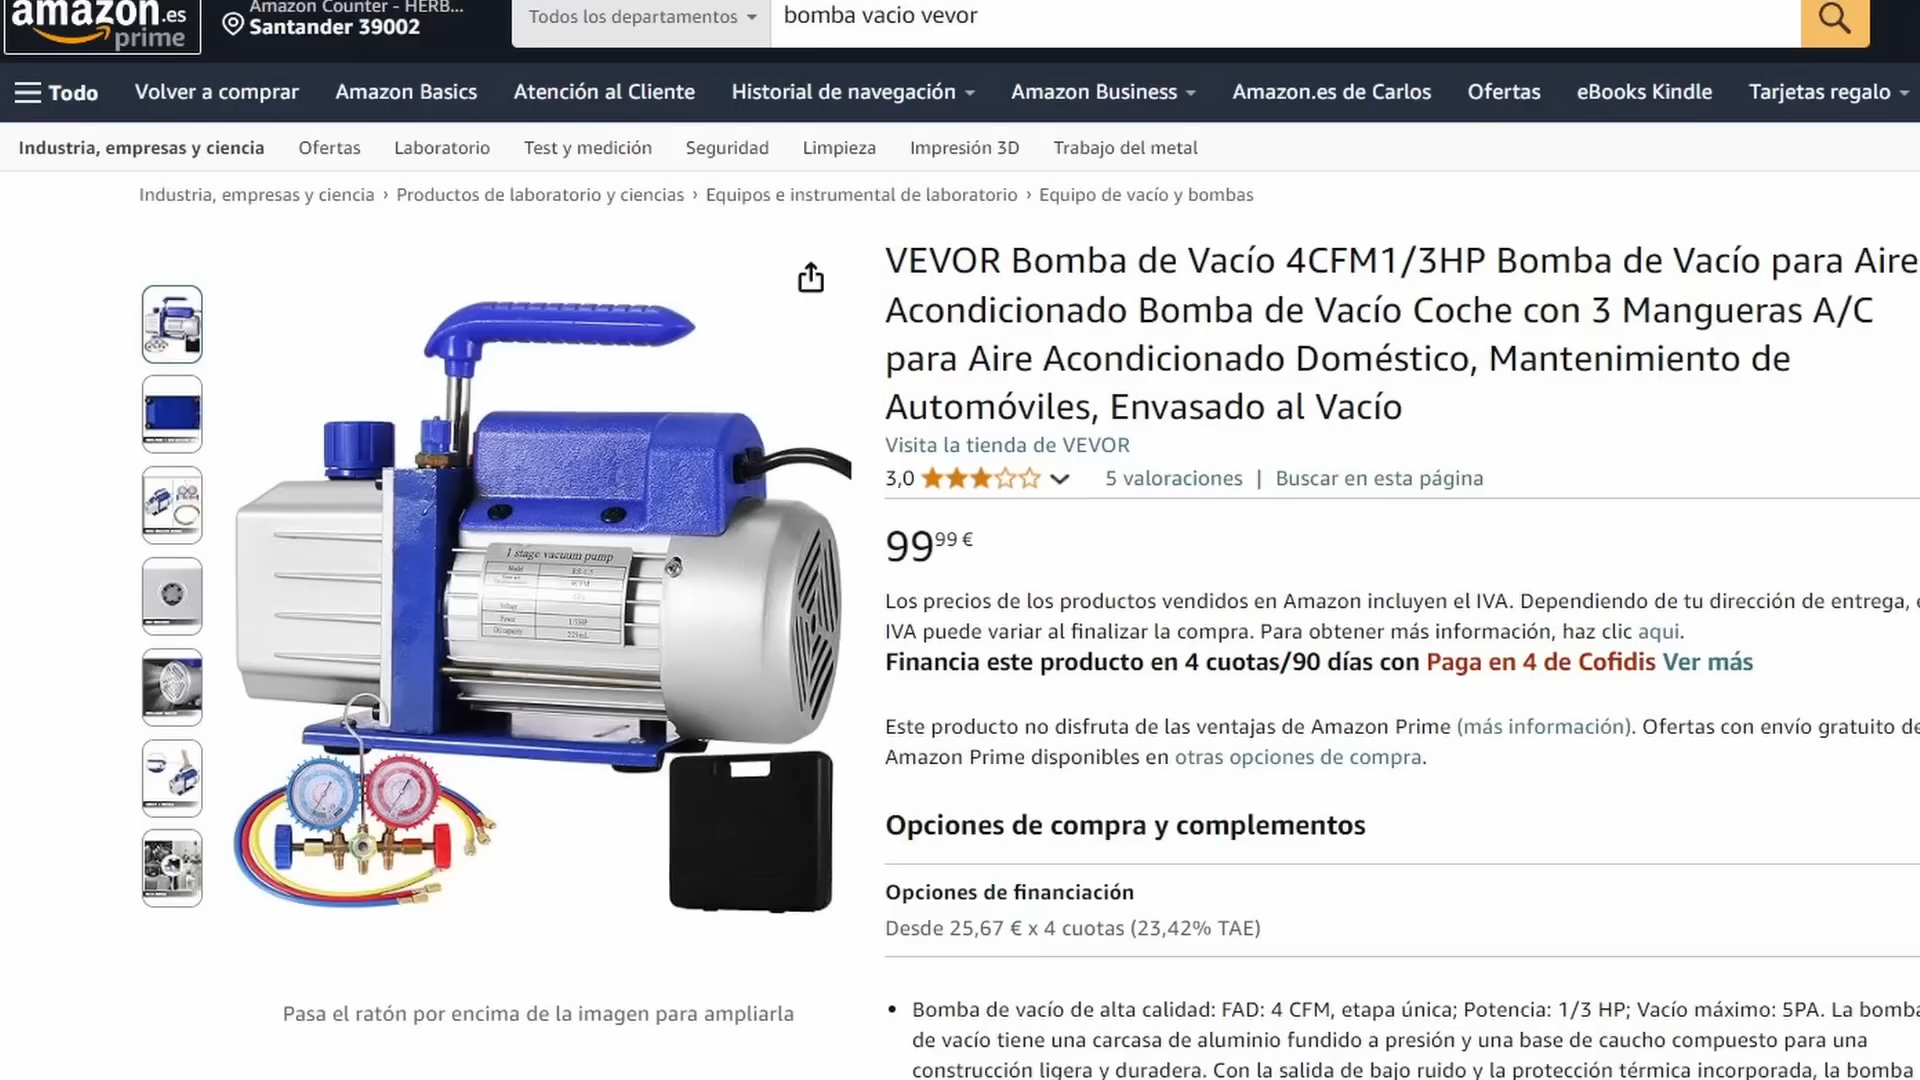 amazon.es
prime
Amazon Counter - HERB...
Santander 39002
Todos los departamentos
bomba vacio vevor
Todo
Volver a comprar
Amazon Basics
Atención al Cliente
Historial de navegación
Amazon Business
Amazon.es de Carlos
Ofertas
eBooks Kindle
Tarjetas regalo
Industria, empresas y ciencia
Ofertas
Laboratorio
Test y medición
Seguridad
Limpieza
Impresión 3D
Trabajo del metal
Industria, empresas y ciencia › Productos de laboratorio y ciencias › Equipos e instrumental de laboratorio › Equipo de vacío y bombas
VEVOR Bomba de Vacío 4CFM1/3HP Bomba de Vacío para Aire
Acondicionado Bomba de Vacío Coche con 3 Mangueras A/C
para Aire Acondicionado Doméstico, Mantenimiento de
Automóviles, Envasado al Vacío
Visita la tienda de VEVOR
3,0
5 valoraciones | Buscar en esta página
99,99 €
Los precios de los productos vendidos en Amazon incluyen el IVA. Dependiendo de tu dirección de entrega, e
IVA puede variar al finalizar la compra. Para obtener más información, haz clic aqui.
Financia este producto en 4 cuotas/90 días con Paga en 4 de Cofidis Ver más
Este producto no disfruta de las ventajas de Amazon Prime (más información). Ofertas con envío gratuito de
Amazon Prime disponibles en otras opciones de compra.
Opciones de compra y complementos
Opciones de financiación
Desde 25,67 € x 4 cuotas (23,42% TAE)
Bomba de vacío de alta calidad: FAD: 4 CFM, etapa única; Potencia: 1/3 HP; Vacío máximo: 5PA. La bomba
de vacío tiene una carcasa de aluminio fundido a presión y una base de caucho compuesto para una
construcción ligera y duradera. Con la salida de bajo ruido y la protección térmica incorporada, la bomba
1 stage vacuum pump
Model
4CFM
Voltage
Power 1/3HP
Oil capacity
Pasa el ratón por encima de la imagen para ampliarla